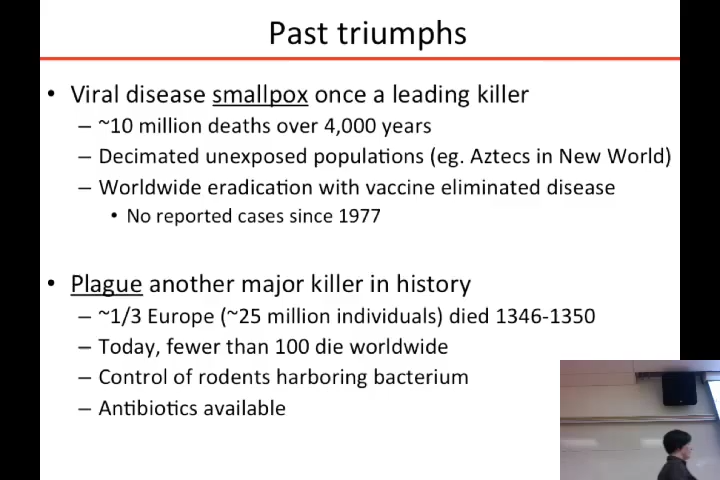 Past triumphs
• Viral disease smallpox once a leading killer
– ~10 million deaths over 4,000 years
– Decimated unexposed populations (eg. Aztecs in New World)
– Worldwide eradication with vaccine eliminated disease
• No reported cases since 1977
• Plague another major killer in history
– ~1/3 Europe (~25 million individuals) died 1346-1350
– Today, fewer than 100 die worldwide
– Control of rodents harboring bacterium
– Antibiotics available